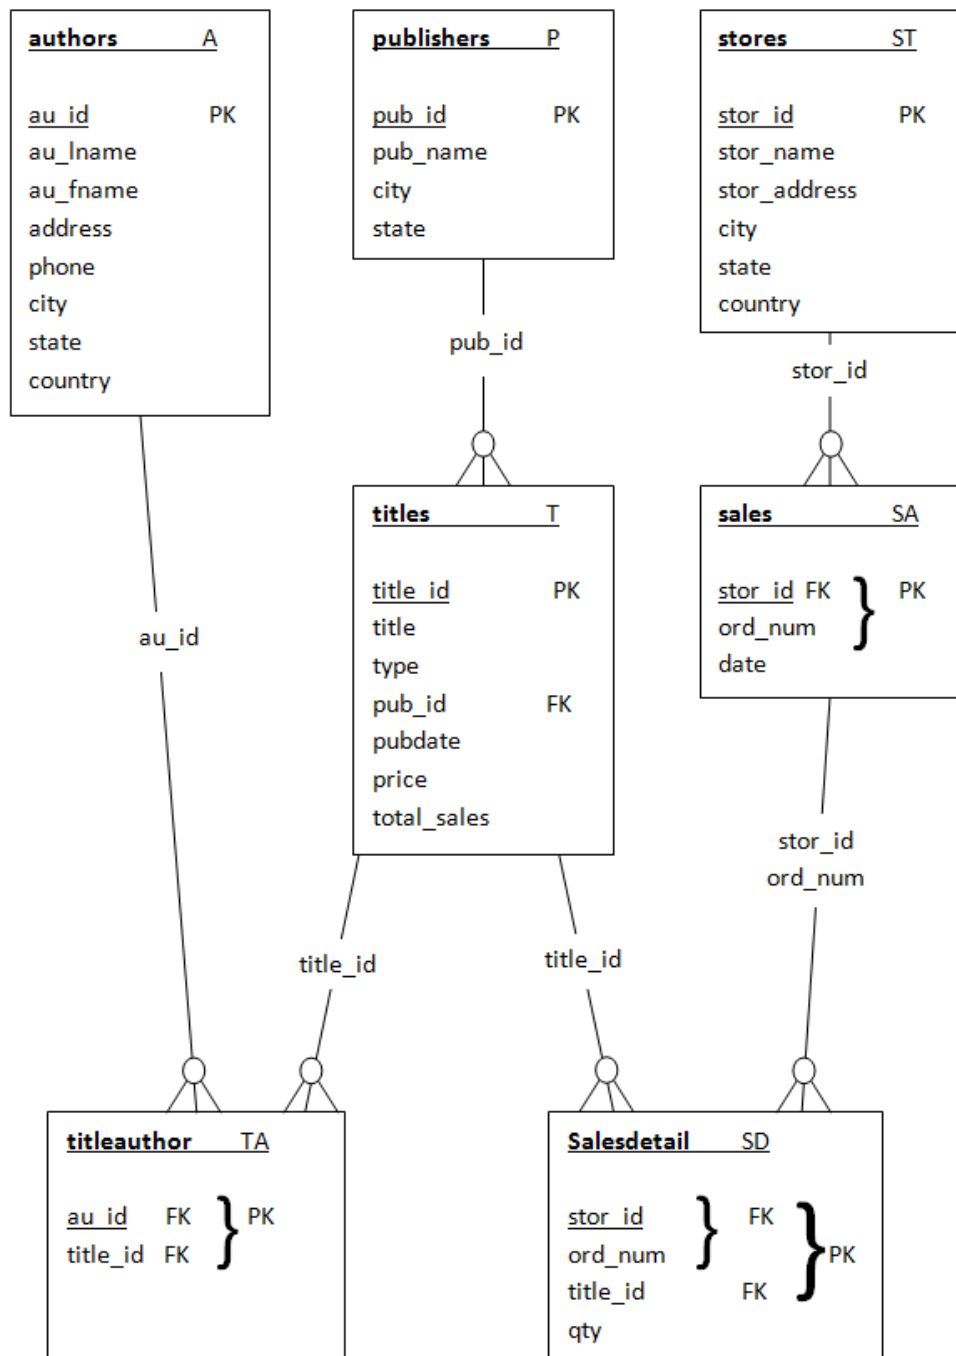 authors A
au_id PK
au_lname
au_fname
address
phone
city
state
country
publishers P
pub_id PK
pub_name
city
state
stores ST
stor_id PK
stor_name
stor_address
city
state
country
pub_id
stor_id
au_id
titles T
title_id PK
title
type
pub_id FK
pubdate
price
total_sales
sales SA
stor_id FK } PK
ord_num
date
stor_id
ord_num
title_id
title_id
titleauthor TA
au_id FK } PK
title_id FK
Salesdetail SD
stor_id } FK } PK
ord_num
title_id FK
qty